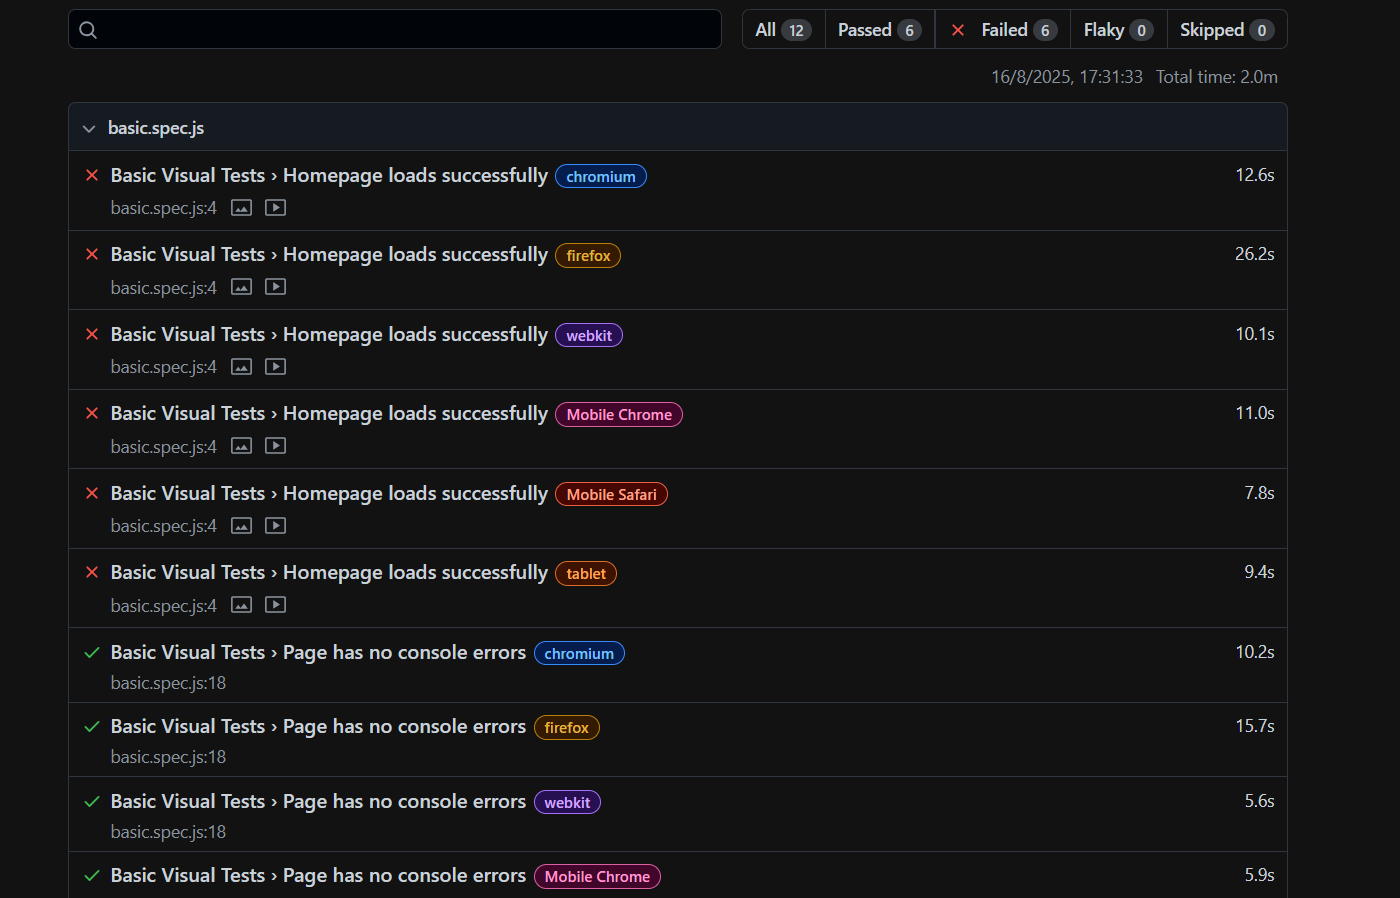 All 12 Passed 6 Failed 6 Flaky 0 Skipped 0
16/8/2025, 17:31:33 Total time: 2.0m
basic.spec.js
Basic Visual Tests › Homepage loads successfully chromium 12.6s
basic.spec.js:4
Basic Visual Tests › Homepage loads successfully firefox 26.2s
basic.spec.js:4
Basic Visual Tests › Homepage loads successfully webkit 10.1s
basic.spec.js:4
Basic Visual Tests › Homepage loads successfully Mobile Chrome 11.0s
basic.spec.js:4
Basic Visual Tests › Homepage loads successfully Mobile Safari 7.8s
basic.spec.js:4
Basic Visual Tests › Homepage loads successfully tablet 9.4s
basic.spec.js:4
Basic Visual Tests › Page has no console errors chromium 10.2s
basic.spec.js:18
Basic Visual Tests › Page has no console errors firefox 15.7s
basic.spec.js:18
Basic Visual Tests › Page has no console errors webkit 5.6s
basic.spec.js:18
Basic Visual Tests › Page has no console errors Mobile Chrome 5.9s